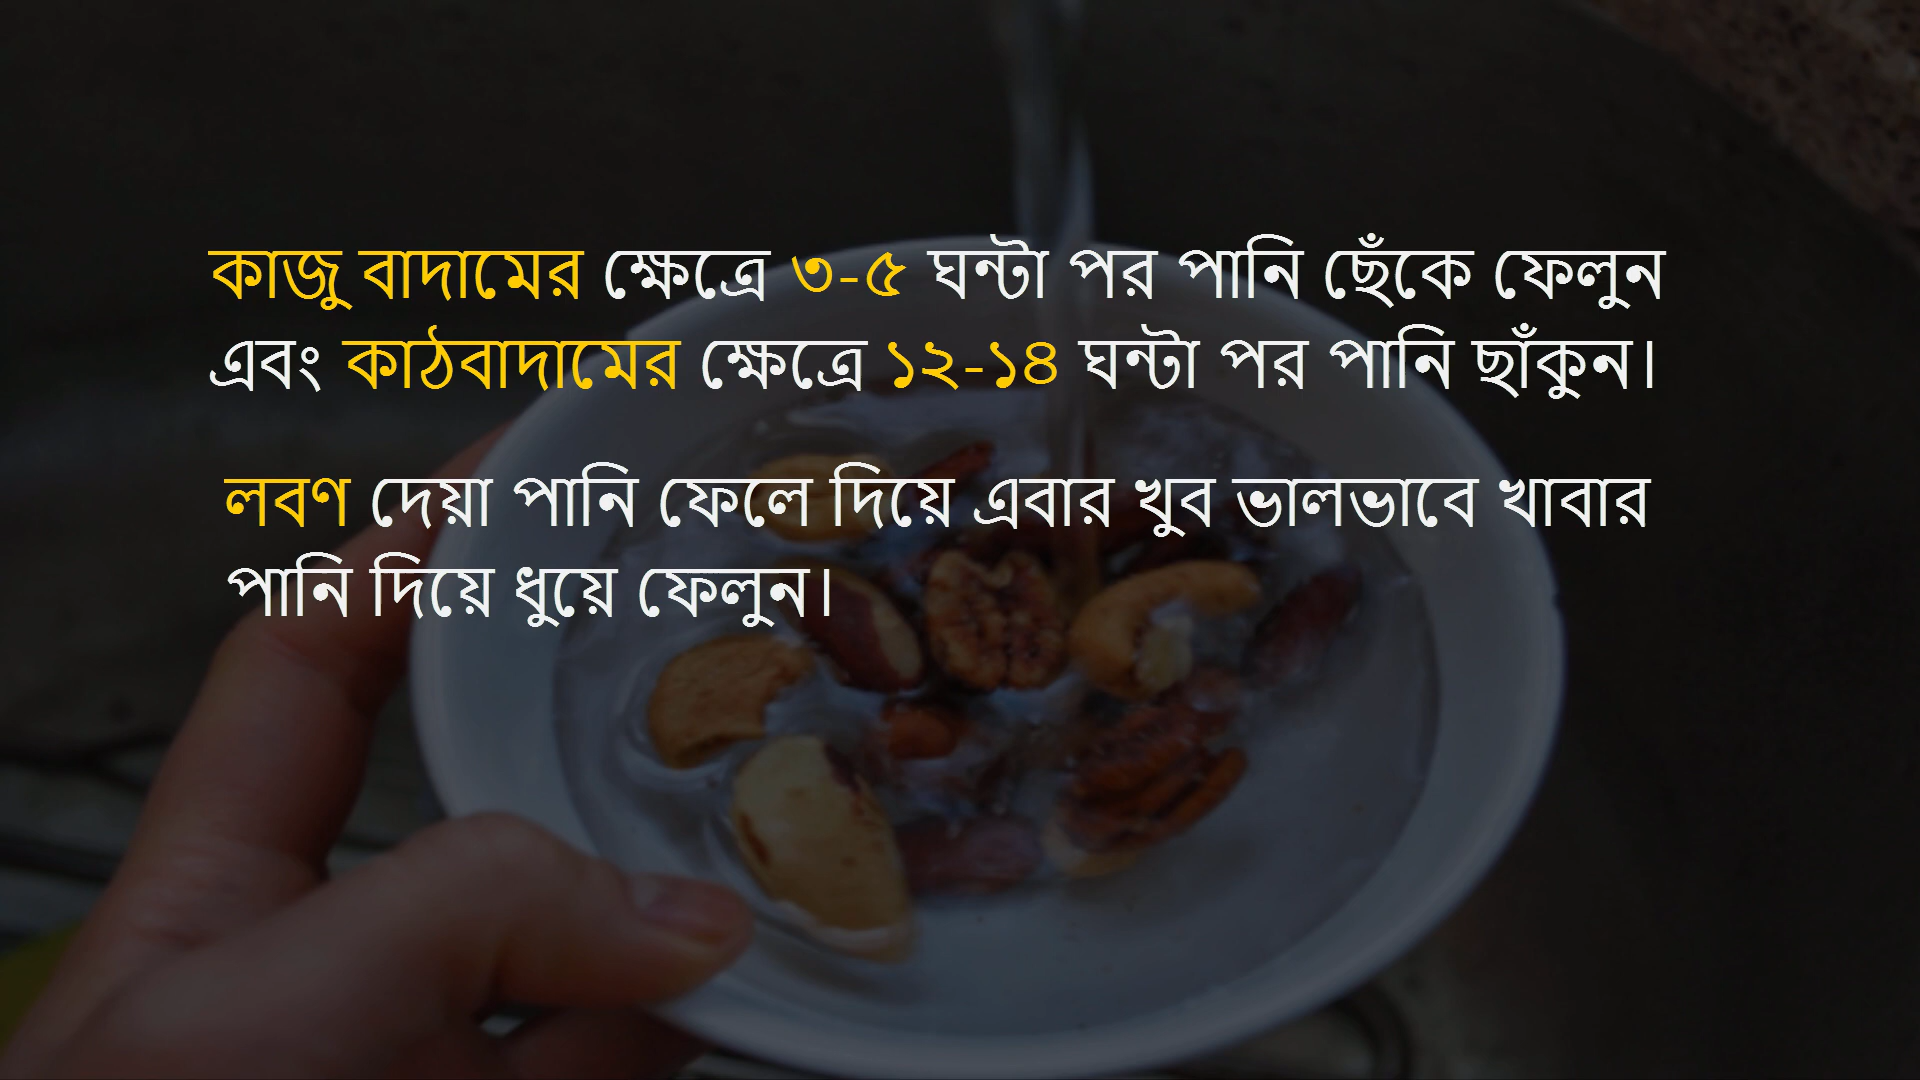 কাজু বাদামের ক্ষেত্রে ৩-৫ ঘন্টা পর পানি ছেঁকে ফেলুন
এবং কাঠবাদামের ক্ষেত্রে ১২-১৪ ঘন্টা পর পানি ছাঁকুন।
লবণ দেয়া পানি ফেলে দিয়ে এবার খুব ভালভাবে খাবার
পানি দিয়ে ধুয়ে ফেলুন।